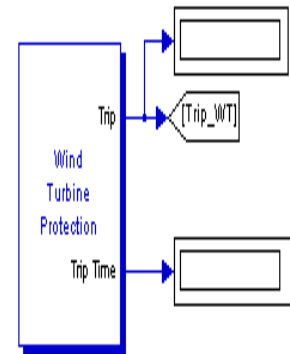 Trip
[Trip_WT]
Wind
Turbine
Protection
Trip Time